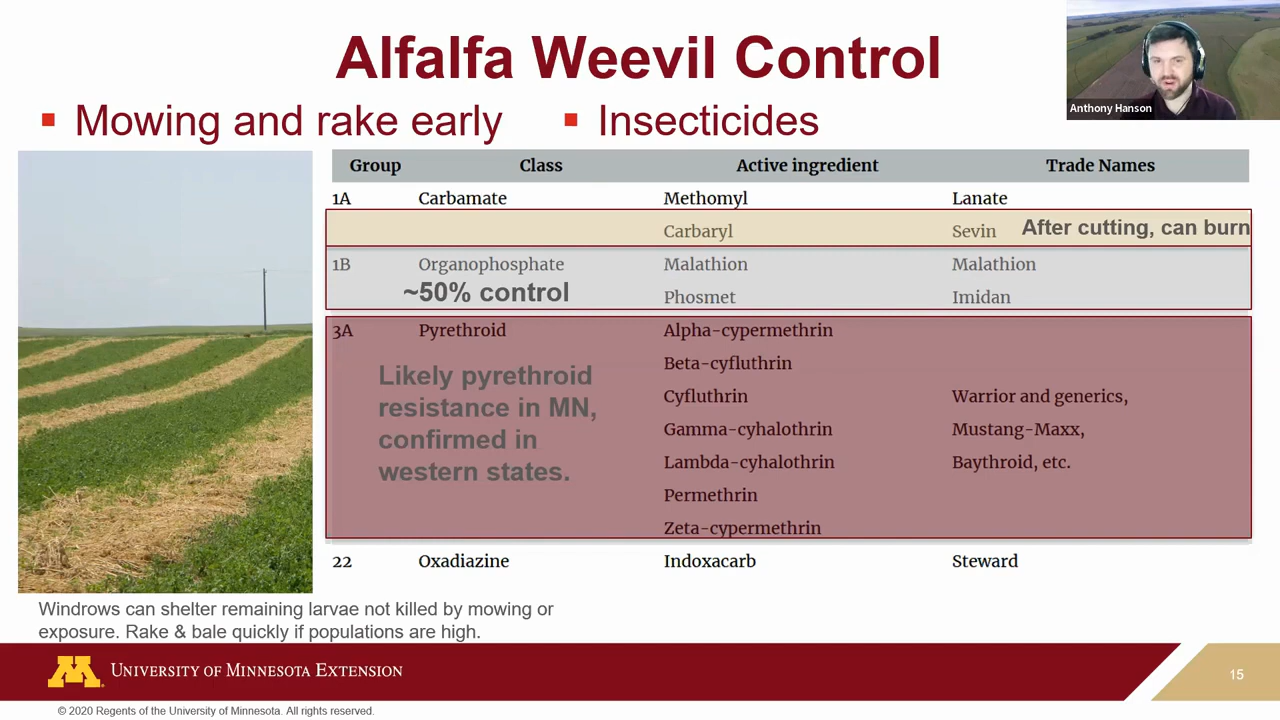 Alfalfa Weevil Control
Anthony Hanson
▪ Mowing and rake early
▪ Insecticides
Group Class Active ingredient Trade Names
1A Carbamate Methomyl Lanate
Carbaryl Sevin After cutting, can burn
1B Organophosphate Malathion Malathion
~50% control Phosmet Imidan
3A Pyrethroid Alpha-cypermethrin
Beta-cyfluthrin
Likely pyrethroid
resistance in MN,
confirmed in
western states.
Cyfluthrin Warrior and generics,
Gamma-cyhalothrin Mustang-Maxx,
Lambda-cyhalothrin Baythroid, etc.
Permethrin
Zeta-cypermethrin
22 Oxadiazine Indoxacarb Steward
Windrows can shelter remaining larvae not killed by mowing or
exposure. Rake & bale quickly if populations are high.
M UNIVERSITY OF MINNESOTA EXTENSION
15
© 2020 Regents of the University of Minnesota. All rights reserved.